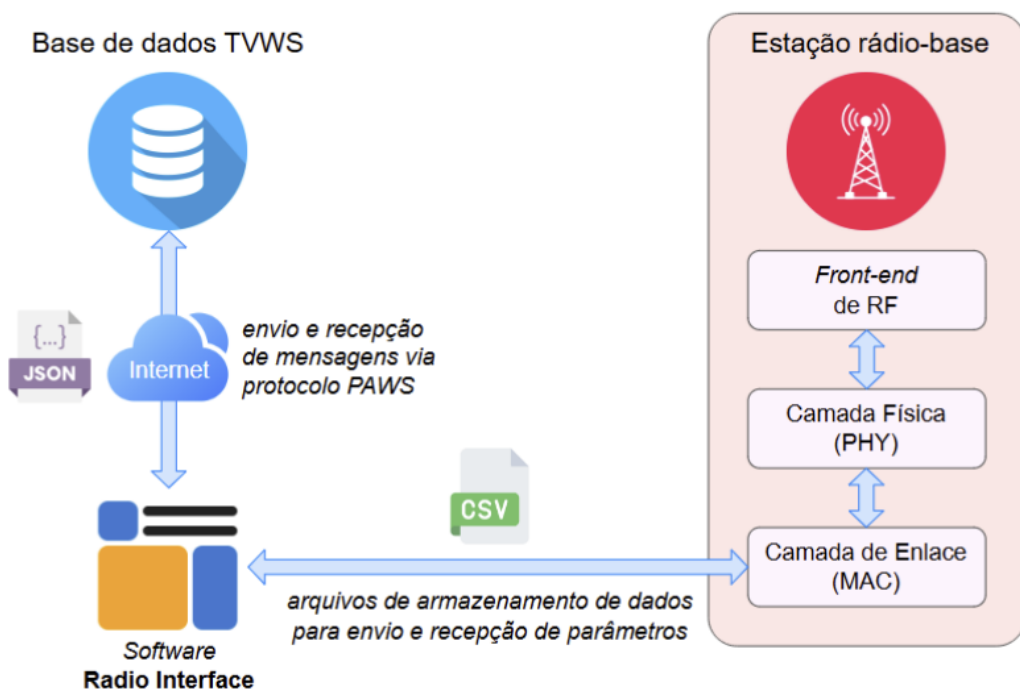 Base de dados TVWS
Estação rádio-base
Front-end
de RF
{...}
JSON
Internet
envio e recepção
de mensagens via
protocolo PAWS
Camada Física
(PHY)
CSV
Camada de Enlace
(MAC)
arquivos de armazenamento de dados
para envio e recepção de parâmetros
Software
Radio Interface